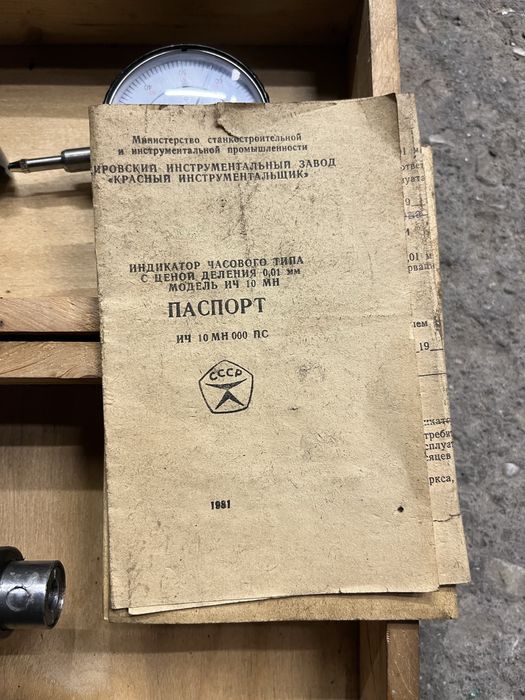 Министерство станкостроительной
и инструментальной промышленности
ИРОВСКИЙ ИНСТРУМЕНТАЛЬНЫЙ ЗАВОД
«КРАСНЫЙ ИНСТРУМЕНТАЛЬЩИК»
ИНДИКАТОР ЧАСОВОГО ТИПА
С ЦЕНОЙ ДЕЛЕНИЯ 0,01 мм
МОДЕЛЬ ИЧ 10 МН
ПАСПОРТ
ИЧ 10 МН 000 ПС
СССР
1981
19